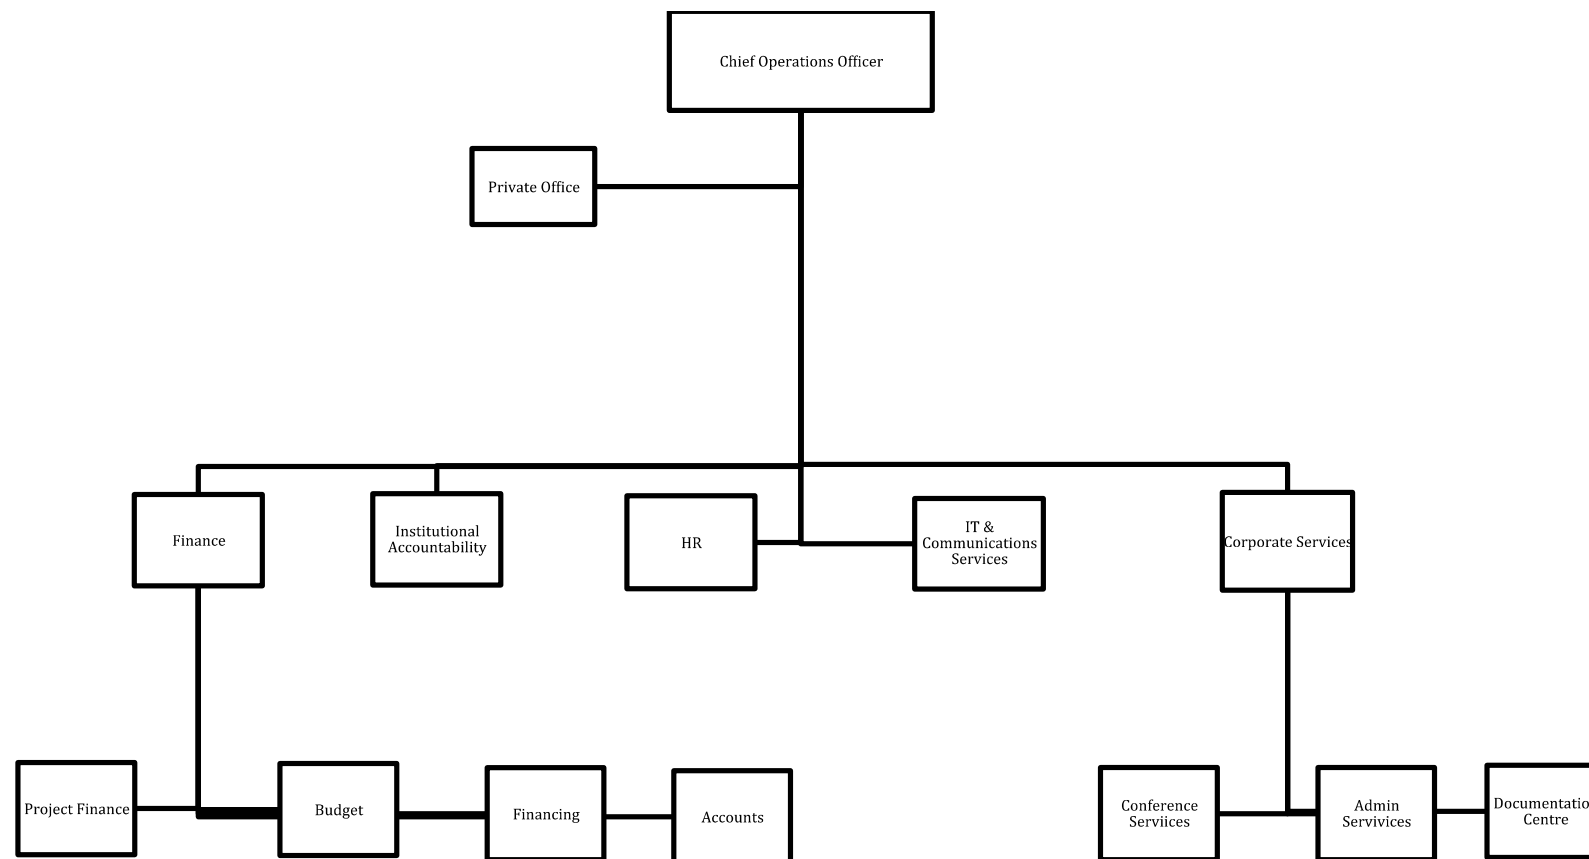 Chief Operations Officer
Private Office
Finance
Institutional
Accountability
HR
IT &
Communications
Services
Corporate Services
Project Finance
Budget
Financing
Accounts
Conference
Serviices
Admin
Servivices
Documentatio
Centre